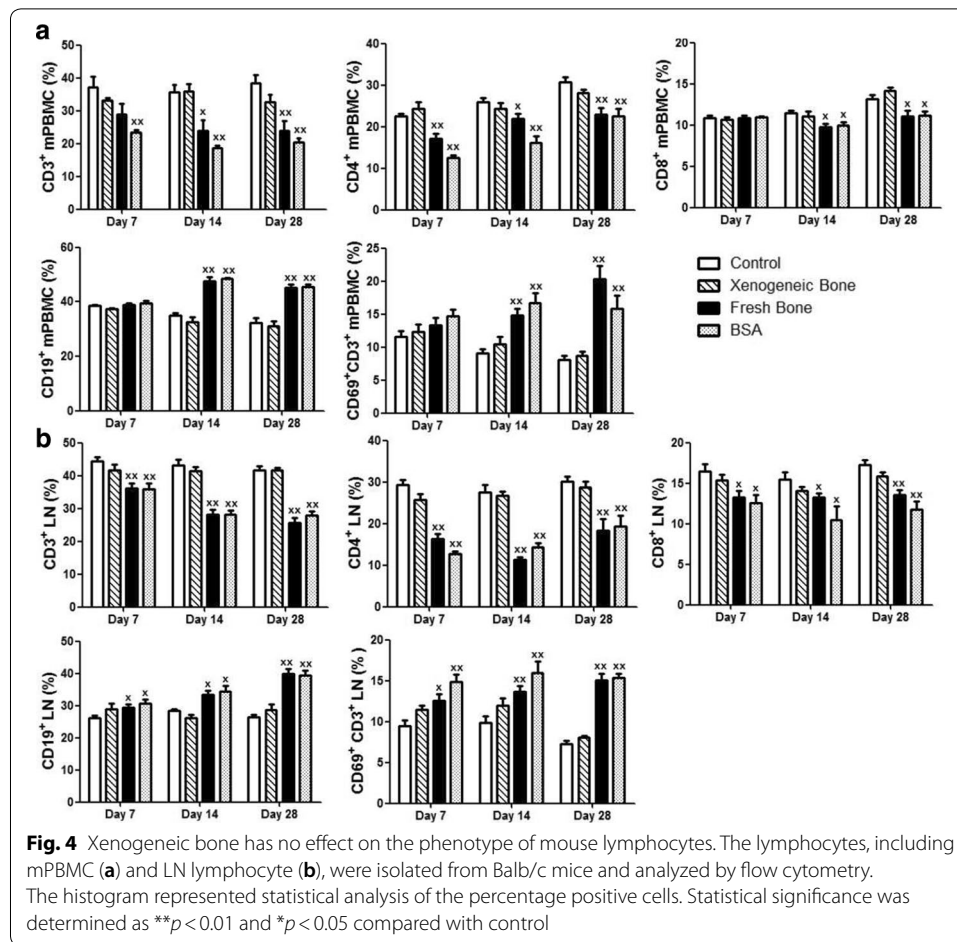 a
CD3+ mPBMC (%)
50
40
30
20
10
0
xx
x
xx
xx
xx
Day 7
Day 14
Day 28
CD4+ mPBMC (%)
40
30
20
10
0
xx
xx
x
xx
xx
xx
Day 7
Day 14
Day 28
CD8+ mPBMC (%)
20
15
10
5
0
x
x
x
x
Day 7
Day 14
Day 28
CD19+ mPBMC (%)
60
40
20
0
xx
xx
xx
xx
Day 7
Day 14
Day 28
CD69+CD3+ mPBMC (%)
25
20
15
10
5
0
xx
xx
xx
xx
Day 7
Day 14
Day 28
Control
Xenogeneic Bone
Fresh Bone
BSA
b
CD3+ LN (%)
50
40
30
20
10
0
xx
xx
xx
xx
xx
xx
Day 7
Day 14
Day 28
CD4+ LN (%)
40
30
20
10
0
xx
xx
xx
xx
xx
xx
Day 7
Day 14
Day 28
CD8+ LN (%)
20
15
10
5
0
x
x
x
x
xx
xx
Day 7
Day 14
Day 28
CD19+ LN (%)
50
40
30
20
10
0
x
x
x
x
xx
xx
Day 7
Day 14
Day 28
CD69+ CD3+ LN (%)
20
15
10
5
0
x
xx
xx
xx
xx
xx
Day 7
Day 14
Day 28
Fig. 4 Xenogeneic bone has no effect on the phenotype of mouse lymphocytes. The lymphocytes, including
mPBMC (a) and LN lymphocyte (b), were isolated from Balb/c mice and analyzed by flow cytometry.
The histogram represented statistical analysis of the percentage positive cells. Statistical significance was
determined as **p < 0.01 and *p < 0.05 compared with control